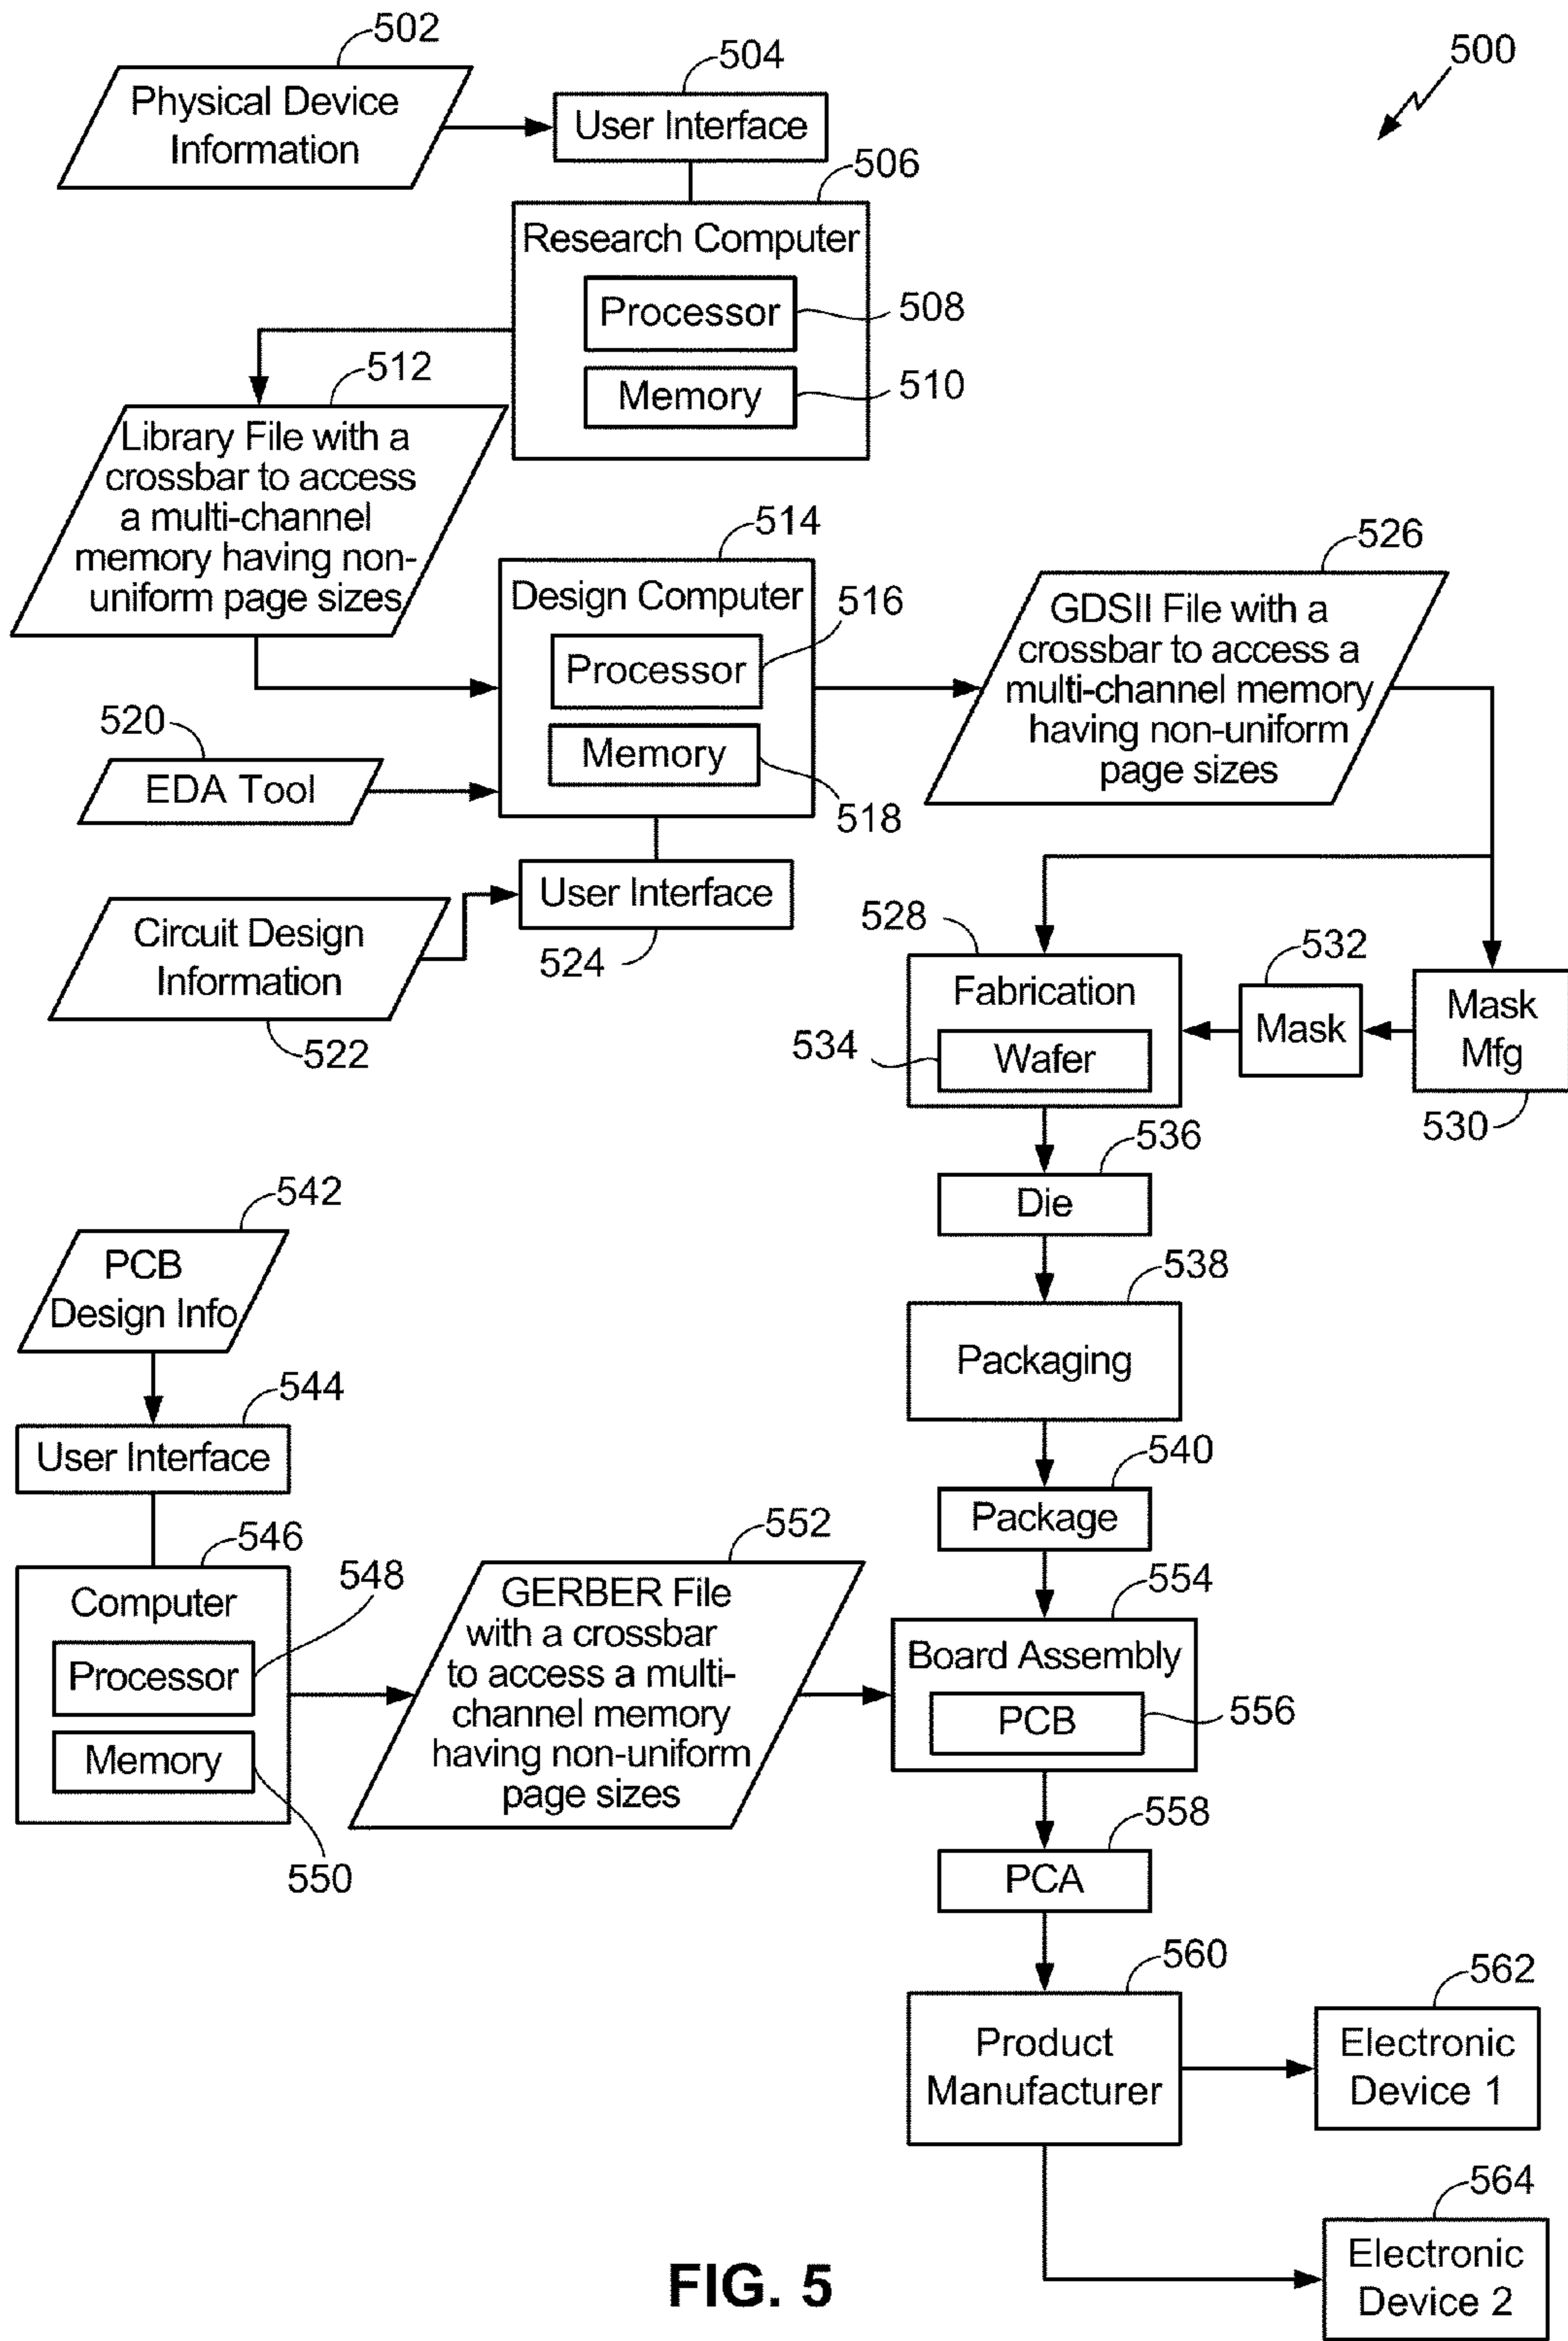 502
504
500
Physical Device
Information
User Interface
506
Research Computer
Processor
508
Memory
510
512
Library File with a
crossbar to access
a multi-channel
memory having non-
uniform page sizes
514
526
Design Computer
516
Processor
Memory
518
GDSII File with a
crossbar to access a
multi-channel memory
having non-uniform
page sizes
520
EDA Tool
User Interface
524
Circuit Design
Information
522
528
Fabrication
534
Wafer
532
Mask
Mask
Mfg
530
536
Die
538
Packaging
540
Package
542
PCB
Design Info
544
User Interface
546
Computer
548
Processor
Memory
550
552
GERBER File
with a crossbar
to access a multi-
channel memory
having non-uniform
page sizes
554
Board Assembly
PCB
556
558
PCA
560
Product
Manufacturer
562
Electronic
Device 1
564
Electronic
Device 2
FIG. 5